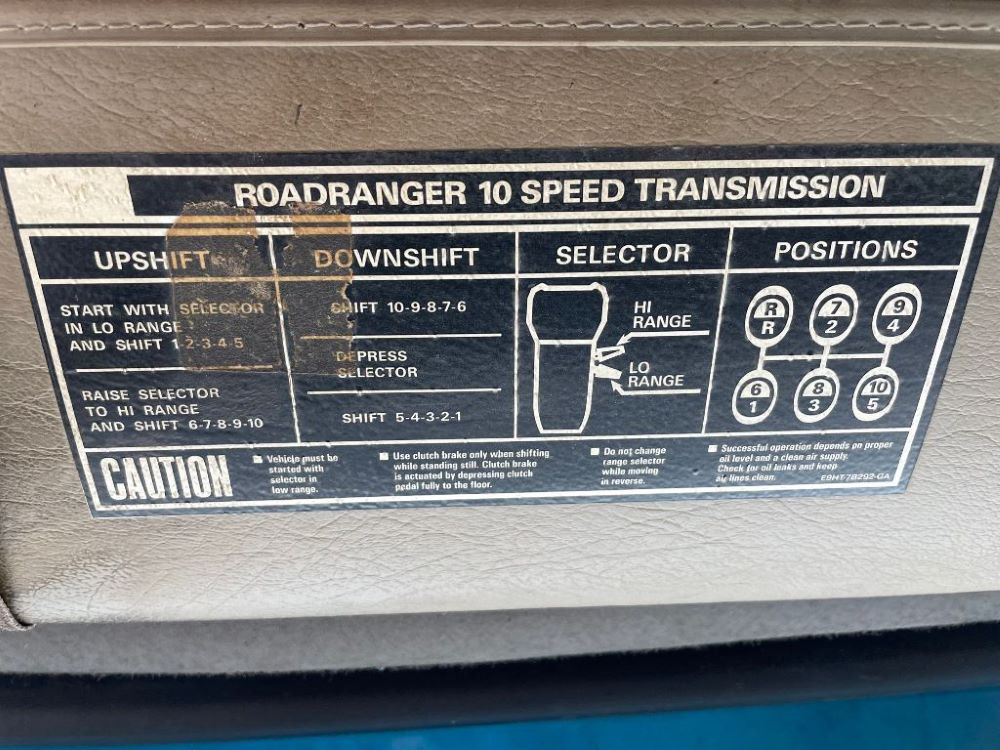 ROADRANGER 10 SPEED TRANSMISSION
UPSHIFT
START WITH SELECTOR
IN LO RANGE
AND SHIFT 1-2-3-4-5
RAISE SELECTOR
TO HI RANGE
AND SHIFT 6-7-8-9-10
DOWNSHIFT
SHIFT 10-9-8-7-6
DEPRESS
SELECTOR
SHIFT 5-4-3-2-1
SELECTOR
HI
RANGE
LO
RANGE
POSITIONS
R 7 9
R 2 4
6 8 10
1 3 5
CAUTION
Vehicle must be
started with
selector in
low range.
Use clutch brake only when shifting
while standing still. Clutch brake
is actuated by depressing clutch
pedal fully to the floor.
Do not change
range selector
while moving
in reverse.
Successful operation depends on proper
oil level and a clean air supply.
Check for oil leaks and keep
air lines clean.
E9HT-7B292-GA